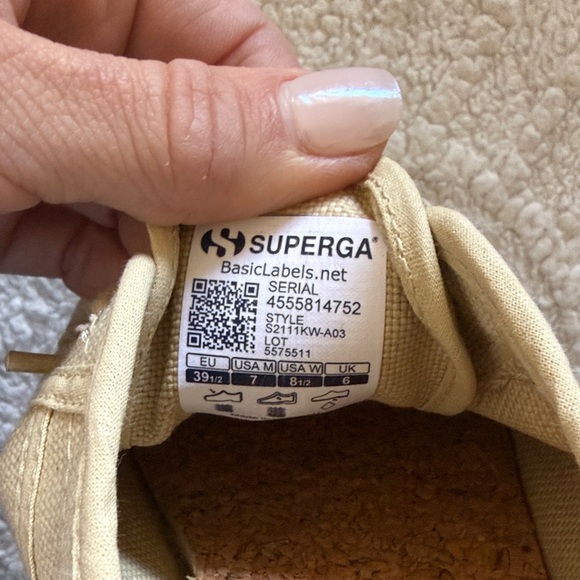 SUPERGA®
BasicLabels.net
SERIAL
4555814752
STYLE
S2111KW-A03
LOT
5575511
EU USA M USA W UK
39 1/2 7 8 1/2 6